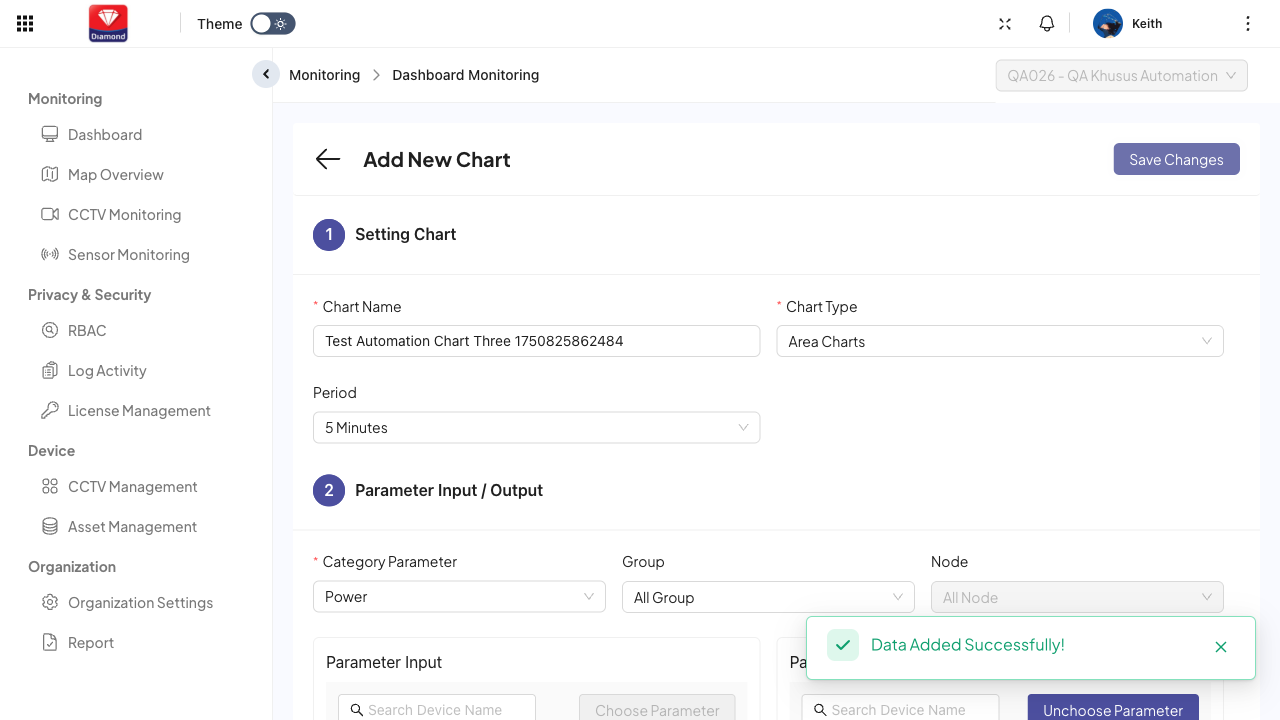 Diamond
Theme
Keith
Monitoring
Dashboard Monitoring
QA026 - QA Khusus Automation
Monitoring
Dashboard
Map Overview
CCTV Monitoring
Sensor Monitoring
Privacy & Security
RBAC
Log Activity
License Management
Device
CCTV Management
Asset Management
Organization
Organization Settings
Report
Add New Chart
Save Changes
1 Setting Chart
* Chart Name
Test Automation Chart Three 1750825862484
* Chart Type
Area Charts
Period
5 Minutes
2 Parameter Input / Output
* Category Parameter
Power
Group
All Group
Node
All Node
Parameter Input
Search Device Name
Choose Parameter
Pa
Search Device Name
Unchoose Parameter
Data Added Successfully!